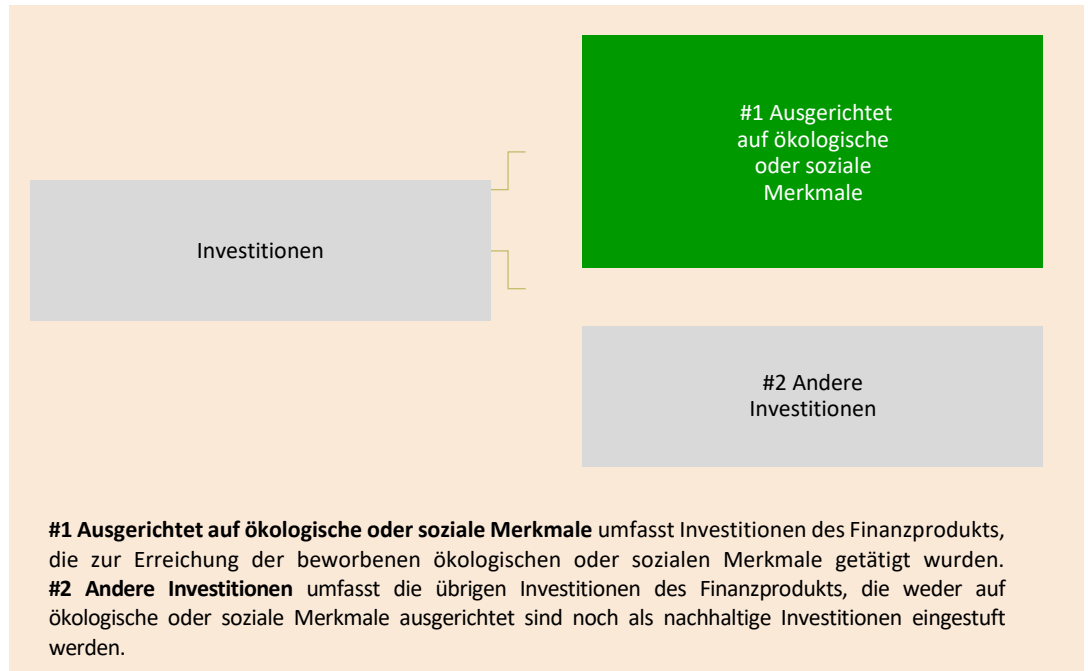 #1 Ausgerichtet
auf ökologische
oder soziale
Merkmale
Investitionen
#2 Andere
Investitionen
#1 Ausgerichtet auf ökologische oder soziale Merkmale umfasst Investitionen des Finanzprodukts,
die zur Erreichung der beworbenen ökologischen oder sozialen Merkmale getätigt wurden.
#2 Andere Investitionen umfasst die übrigen Investitionen des Finanzprodukts, die weder auf
ökologische oder soziale Merkmale ausgerichtet sind noch als nachhaltige Investitionen eingestuft
werden.